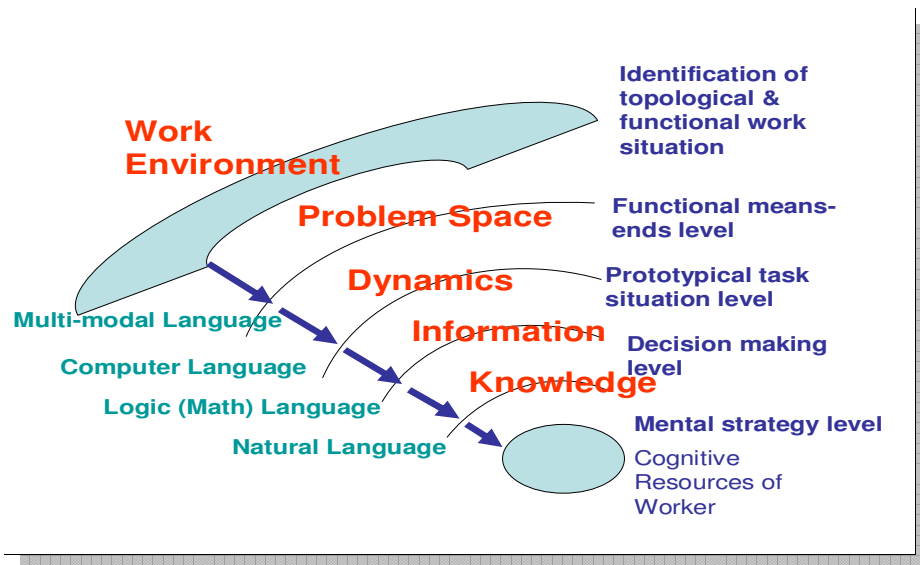 Work
Environment
Identification of
topological &
functional work
situation
Problem Space
Functional means-
ends level
Dynamics
Prototypical task
situation level
Multi-modal Language
Information
Decision making
level
Computer Language
Knowledge
Logic (Math) Language
Natural Language
Mental strategy level
Cognitive
Resources of
Worker